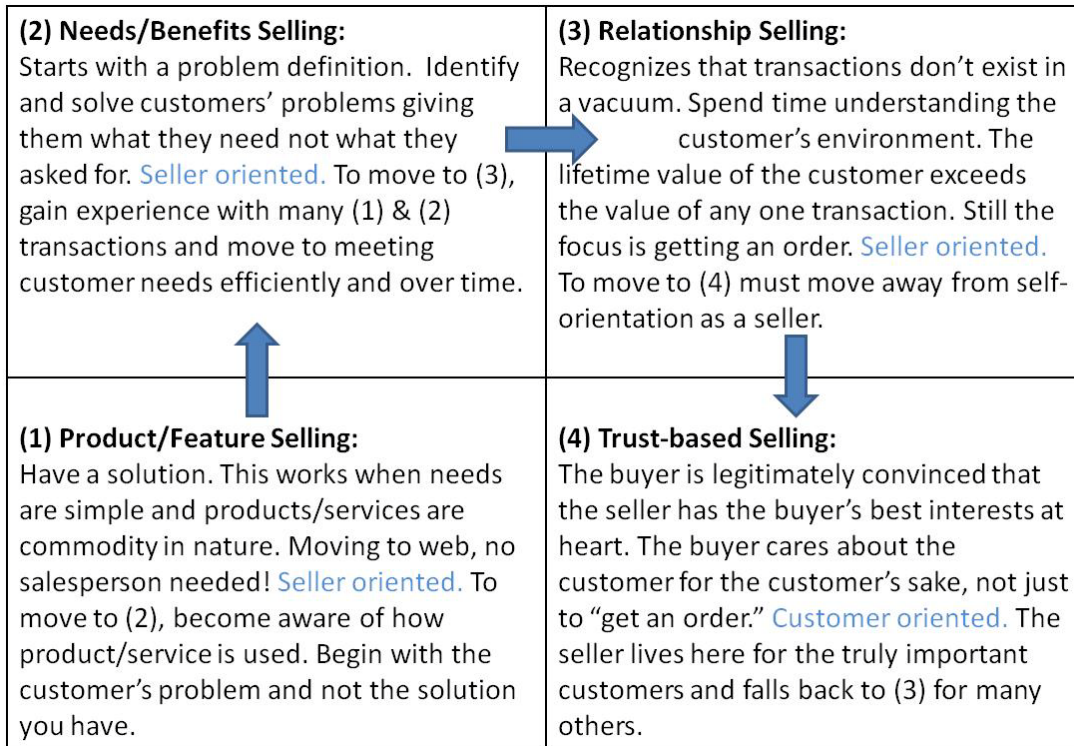 (2) Needs/Benefits Selling:
Starts with a problem definition.  Identify
and solve customers’ problems giving
them what they need not what they
asked for. Seller oriented. To move to (3),
gain experience with many (1) & (2)
transactions and move to meeting
customer needs efficiently and over time.
(3) Relationship Selling:
Recognizes that transactions don’t exist in
a vacuum. Spend time understanding the
customer’s environment. The
lifetime value of the customer exceeds
the value of any one transaction. Still the
focus is getting an order. Seller oriented.
To move to (4) must move away from self-
orientation as a seller.
(1) Product/Feature Selling:
Have a solution. This works when needs
are simple and products/services are
commodity in nature. Moving to web, no
salesperson needed! Seller oriented. To
move to (2), become aware of how
product/service is used. Begin with the
customer’s problem and not the solution
you have.
(4) Trust-based Selling:
The buyer is legitimately convinced that
the seller has the buyer’s best interests at
heart. The buyer cares about the
customer for the customer’s sake, not just
to “get an order.” Customer oriented. The
seller lives here for the truly important
customers and falls back to (3) for many
others.